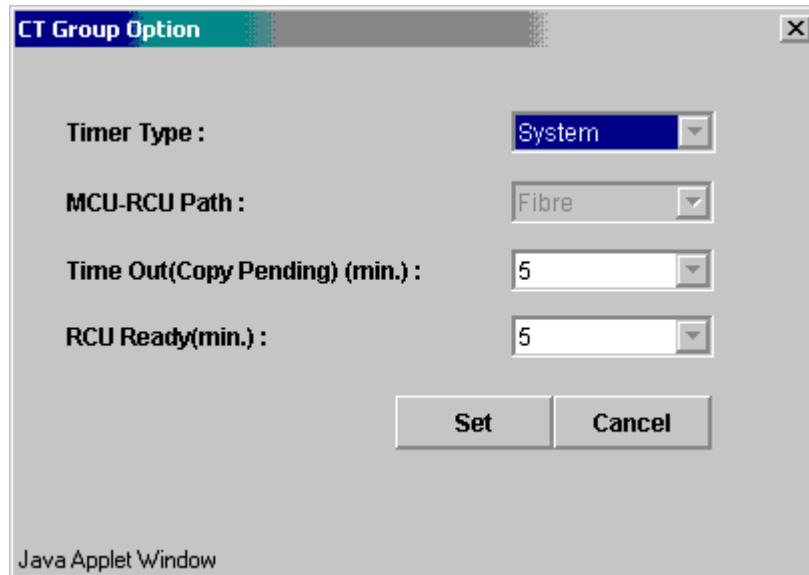 CT Group Option
Timer Type : System
MCU-RCU Path : Fibre
Time Out(Copy Pending) (min.) : 5
RCU Ready(min.) : 5
Set Cancel
Java Applet Window